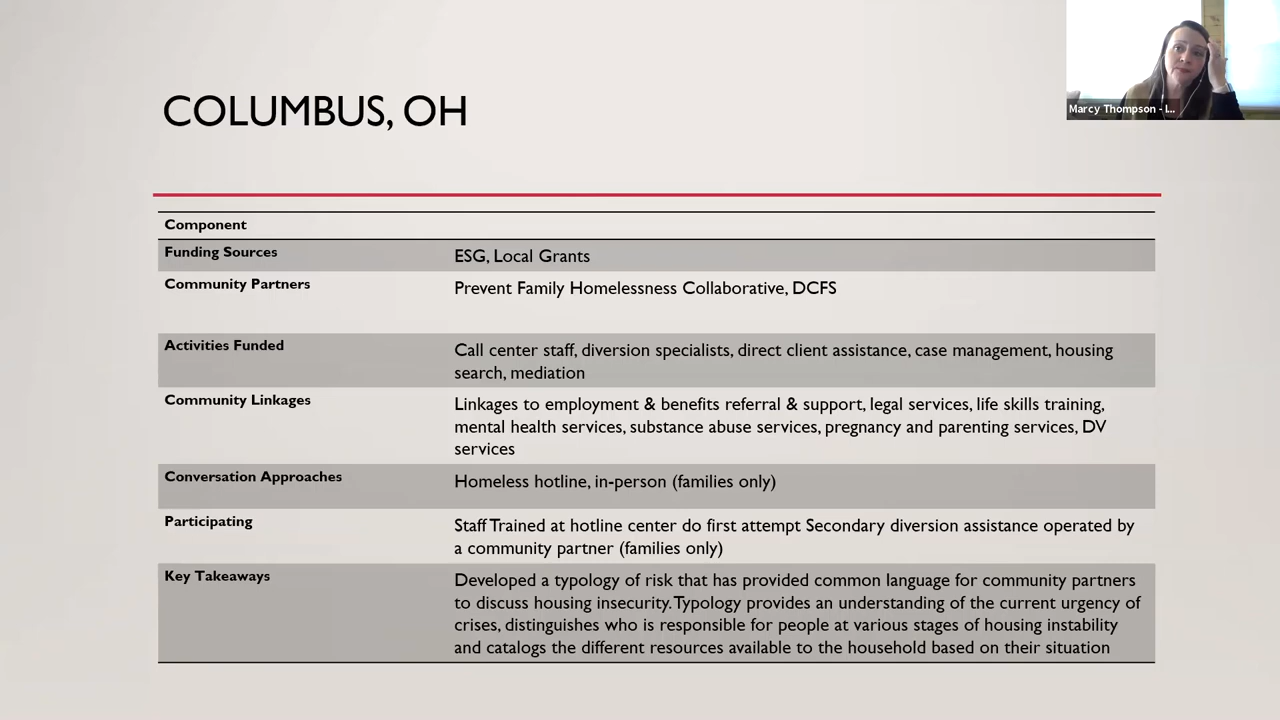 COLUMBUS, OH
Marcy Thompson - I...
Component
Funding Sources
ESG, Local Grants
Community Partners
Prevent Family Homelessness Collaborative, DCFS
Activities Funded
Call center staff, diversion specialists, direct client assistance, case management, housing
search, mediation
Community Linkages
Linkages to employment & benefits referral & support, legal services, life skills training,
mental health services, substance abuse services, pregnancy and parenting services, DV
services
Conversation Approaches
Homeless hotline, in-person (families only)
Participating
Staff Trained at hotline center do first attempt Secondary diversion assistance operated by
a community partner (families only)
Key Takeaways
Developed a typology of risk that has provided common language for community partners
to discuss housing insecurity. Typology provides an understanding of the current urgency of
crises, distinguishes who is responsible for people at various stages of housing instability
and catalogs the different resources available to the household based on their situation